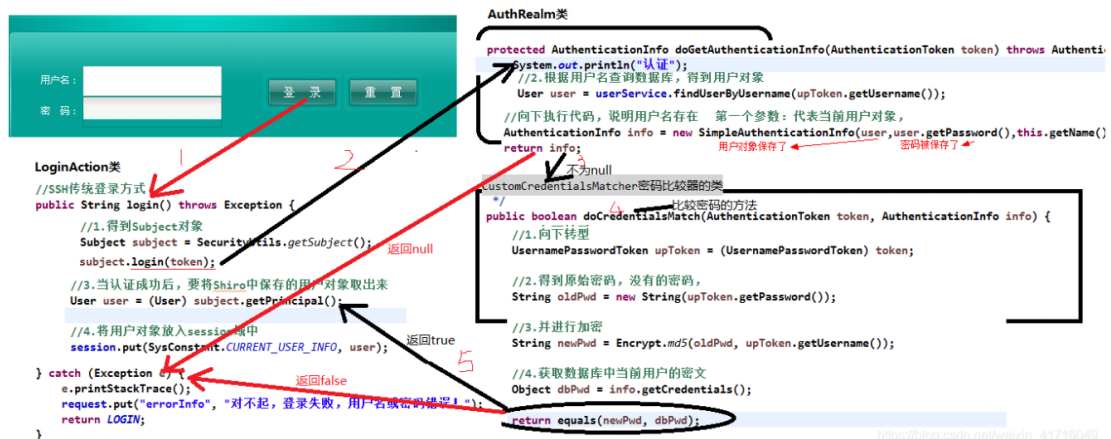 用户名：
密 码：
登 录
重 置
1
2
LoginAction类
//SSH传统登录方式
public String login() throws Exception {
//1.得到Subject对象
Subject subject = SecurityUtils.getSubject();
subject.login(token);
//3.当认证成功后，要将Shiro中保存的用户对象取出来
User user = (User) subject.getPrincipal();
//4.将用户对象放入session域中
session.put(SysConstant.CURRENT_USER_INFO, user);
} catch (Exception e) {
e.printStackTrace();
request.put("errorInfo", "对不起，登录失败，用户名或密码错误！");
return LOGIN;
}
返回null
返回true
5
返回false
AuthRealm类
protected AuthenticationInfo doGetAuthenticationInfo(AuthenticationToken token) throws Authenti
System.out.println("认证");
//2.根据用户名查询数据库，得到用户对象
User user = userService.findUserByUsername(upToken.getUsername());
//向下执行代码，说明用户名存在 第一个参数：代表当前用户对象，
AuthenticationInfo info = new SimpleAuthenticationInfo(user,user.getPassword(),this.getName()
return info;
用户对象保存了
密码被保存了
3
不为null
CustomCredentialsMatcher密码比较器的类
*/
4
比较密码的方法
public boolean doCredentialsMatch(AuthenticationToken token, AuthenticationInfo info) {
//1.向下转型
UsernamePasswordToken upToken = (UsernamePasswordToken) token;
//2.得到原始密码，没有的密码，
String oldPwd = new String(upToken.getPassword());
//3.并进行加密
String newPwd = Encrypt.md5(oldPwd, upToken.getUsername());
//4.获取数据库中当前用户的密文
Object dbPwd = info.getCredentials();
return equals(newPwd, dbPwd);
https://blog.csdn.net/weixin_41716049